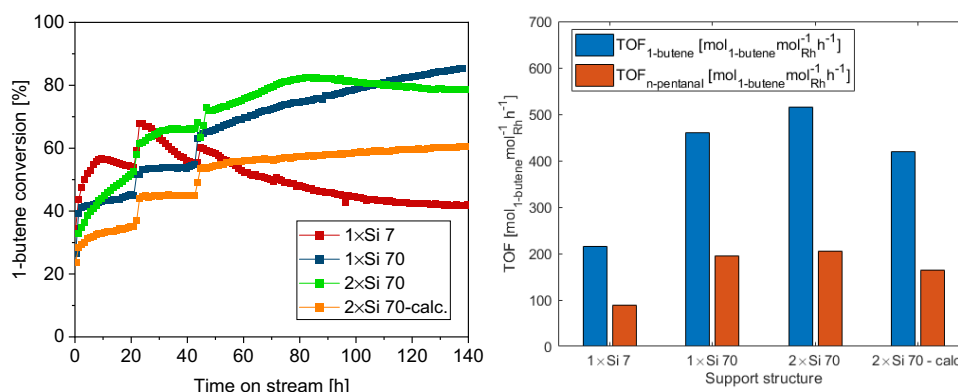 100
80
60
40
20
0
1-butene conversion [%]
1×Si 7
1×Si 70
2×Si 70
2×Si 70-calc.
0 20 40 60 80 100 120 140
Time on stream [h]
700
600
500
400
300
200
100
0
TOF [mol1-butene mol-1Rh h-1]
TOF1-butene [mol1-butene mol-1Rh h-1]
TOFn-pentanal [mol1-butene mol-1Rh h-1]
1×Si 7 1×Si 70 2×Si 70 2×Si 70 - calc
Support structure